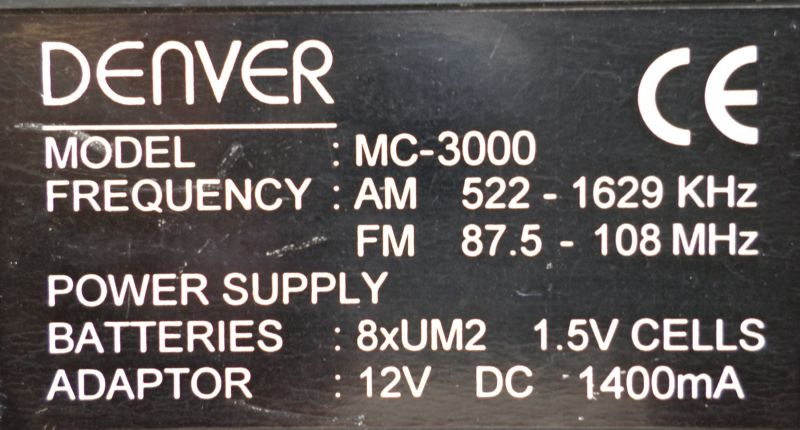 DENVER CE
MODEL : MC-3000
FREQUENCY : AM 522 - 1629 KHz
FM 87.5 - 108 MHz
POWER SUPPLY
BATTERIES : 8xUM2 1.5V CELLS
ADAPTOR : 12V DC 1400mA